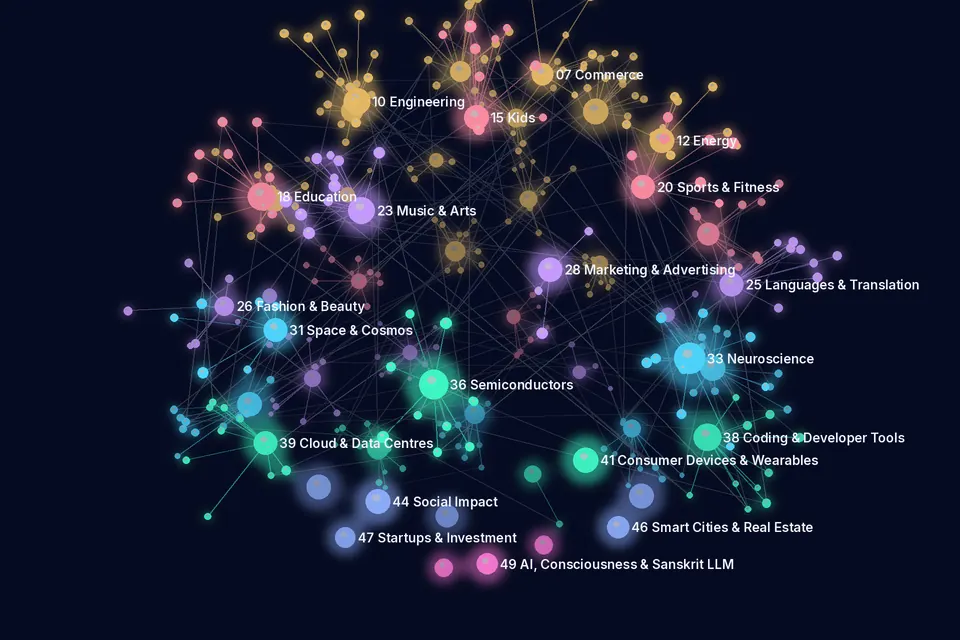 07 Commerce
10 Engineering
15 Kids
12 Energy
20 Sports & Fitness
18 Education
23 Music & Arts
28 Marketing & Advertising
25 Languages & Translation
26 Fashion & Beauty
31 Space & Cosmos
33 Neuroscience
36 Semiconductors
38 Coding & Developer Tools
39 Cloud & Data Centres
41 Consumer Devices & Wearables
44 Social Impact
46 Smart Cities & Real Estate
47 Startups & Investment
49 AI, Consciousness & Sanskrit LLM